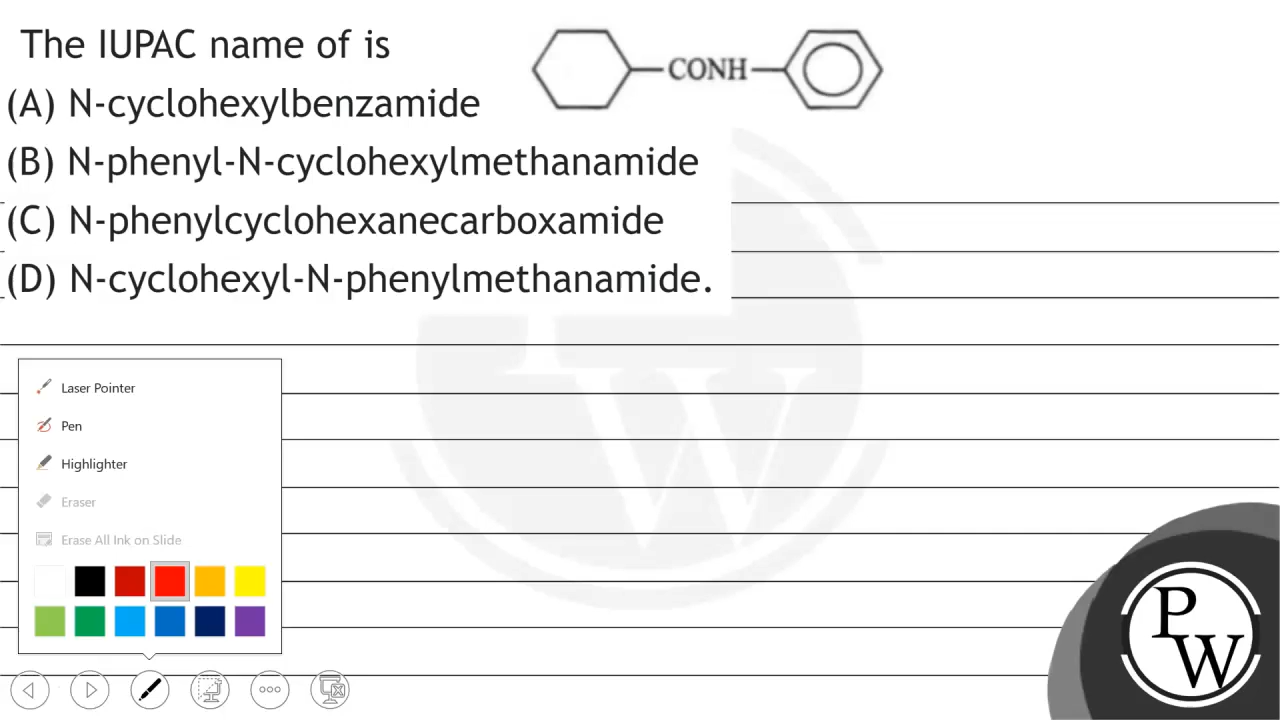 The IUPAC name of is
CONH
(A) N-cyclohexylbenzamide
(B) N-phenyl-N-cyclohexylmethanamide
(C) N-phenylcyclohexanecarboxamide
(D) N-cyclohexyl-N-phenylmethanamide.
Laser Pointer
Pen
Highlighter
Eraser
Erase All Ink on Slide
P
W